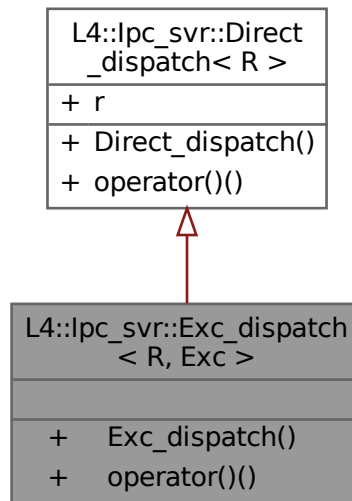 L4::Ipc_svr::Direct
_dispatch< R >
+ r
+ Direct_dispatch()
+ operator()()
L4::Ipc_svr::Exc_dispatch
< R, Exc >
+ Exc_dispatch()
+ operator()()